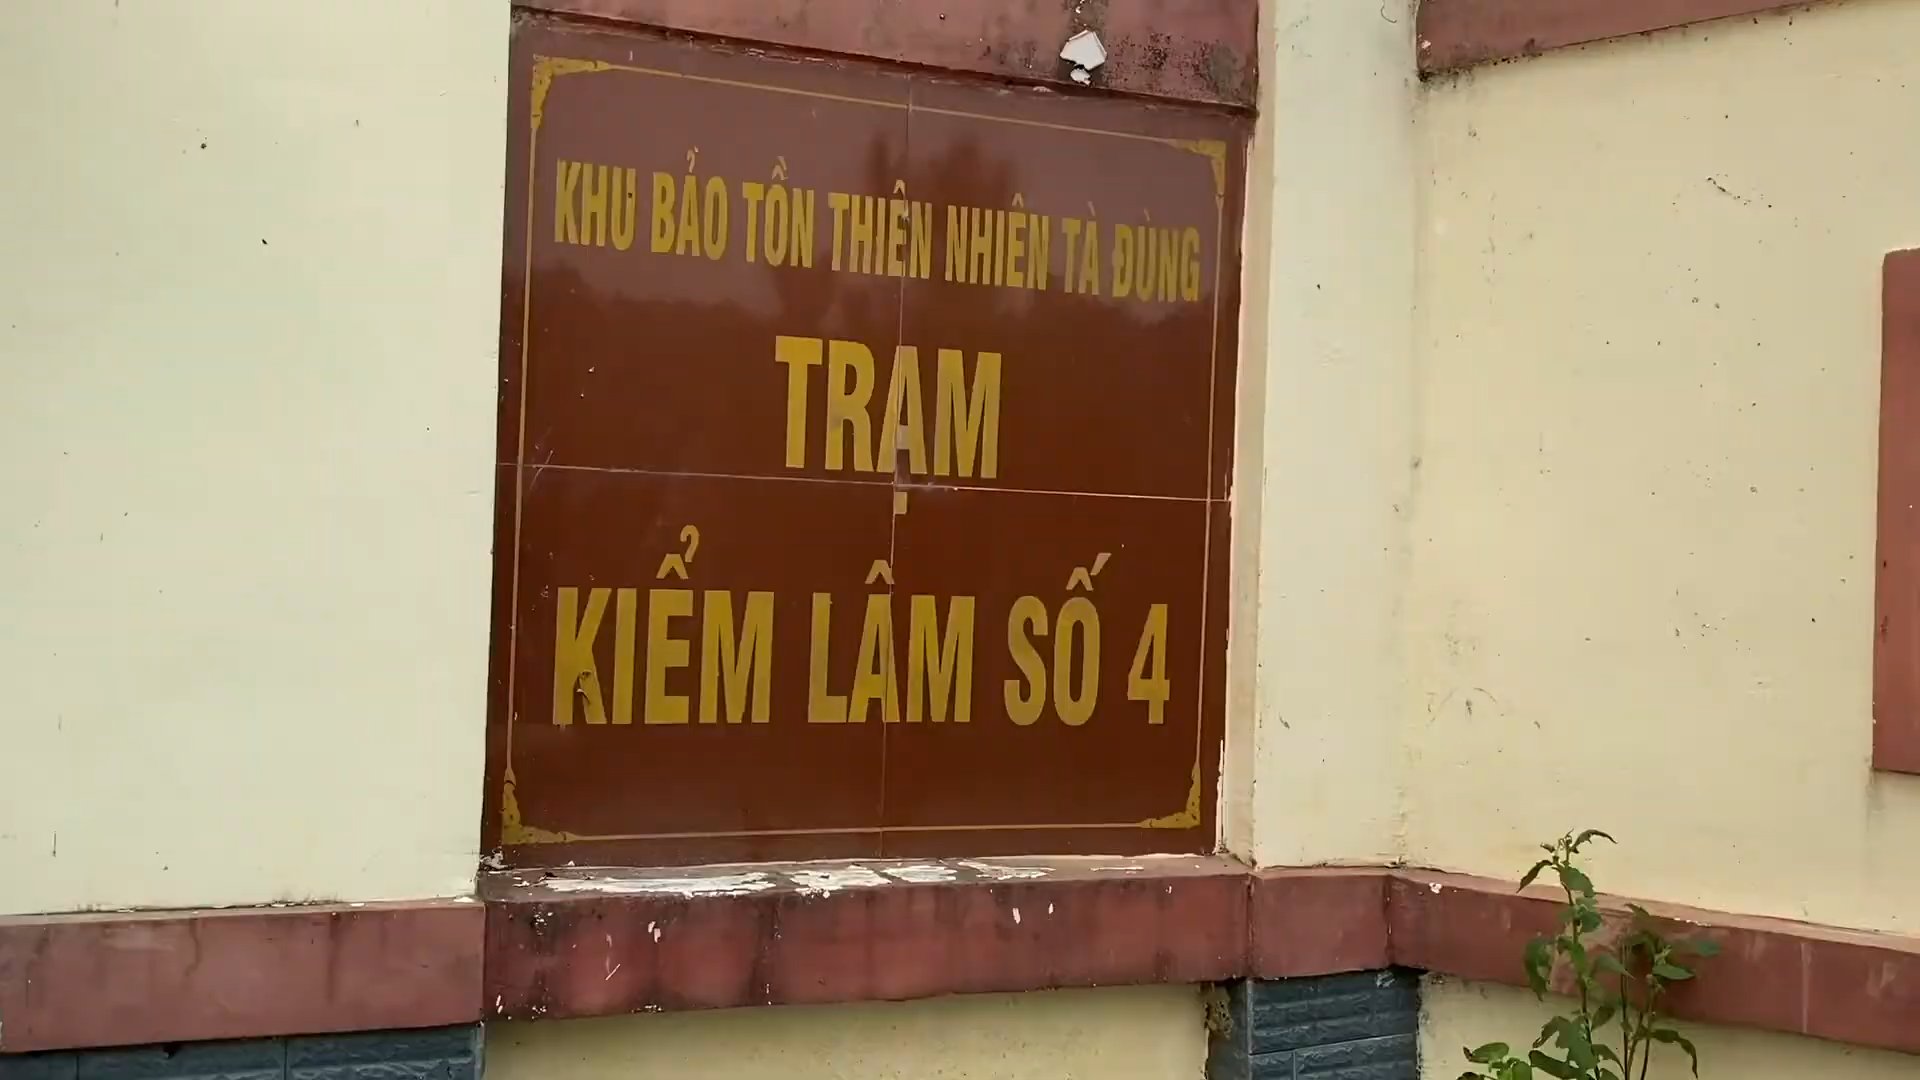 KHU BẢO TỒN THIÊN NHIÊN TÀ ĐÙNG
TRẠM
KIỂM LÂM SỐ 4